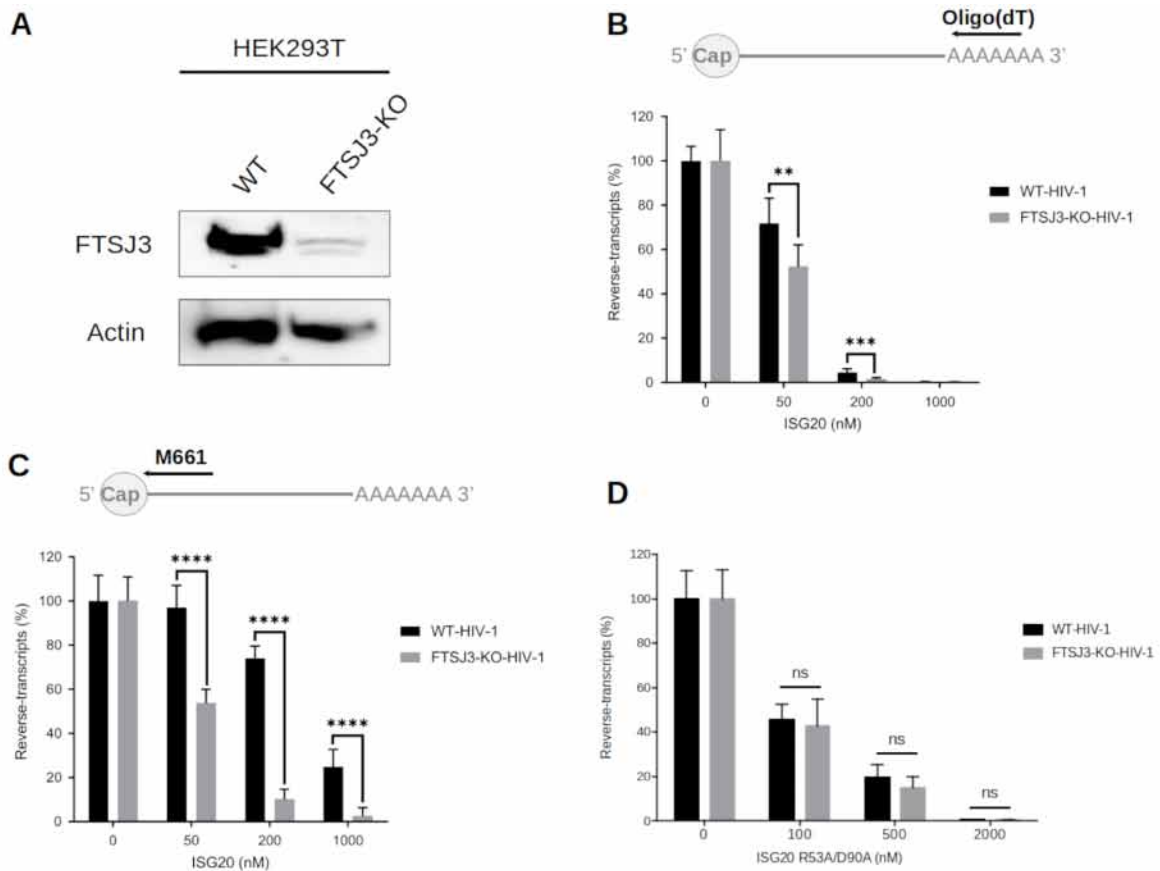 A
HEK293T
WT
FTSJ3-KO
FTSJ3
Actin
B
Oligo(dT)
5' Cap AAAAAAA 3'
Reverse-transcripts (%)
120
100
80
60
40
20
0
**
***
WT-HIV-1
FTSJ3-KO-HIV-1
0 50 200 1000
ISG20 (nM)
C
M661
5' Cap AAAAAAA 3'
Reverse-transcripts (%)
120
100
80
60
40
20
0
****
****
****
WT-HIV-1
FTSJ3-KO-HIV-1
0 50 200 1000
ISG20 (nM)
D
Reverse-transcripts (%)
120
100
80
60
40
20
0
ns
ns
ns
WT-HIV-1
FTSJ3-KO-HIV-1
0 100 500 2000
ISG20 R53A/D90A (nM)